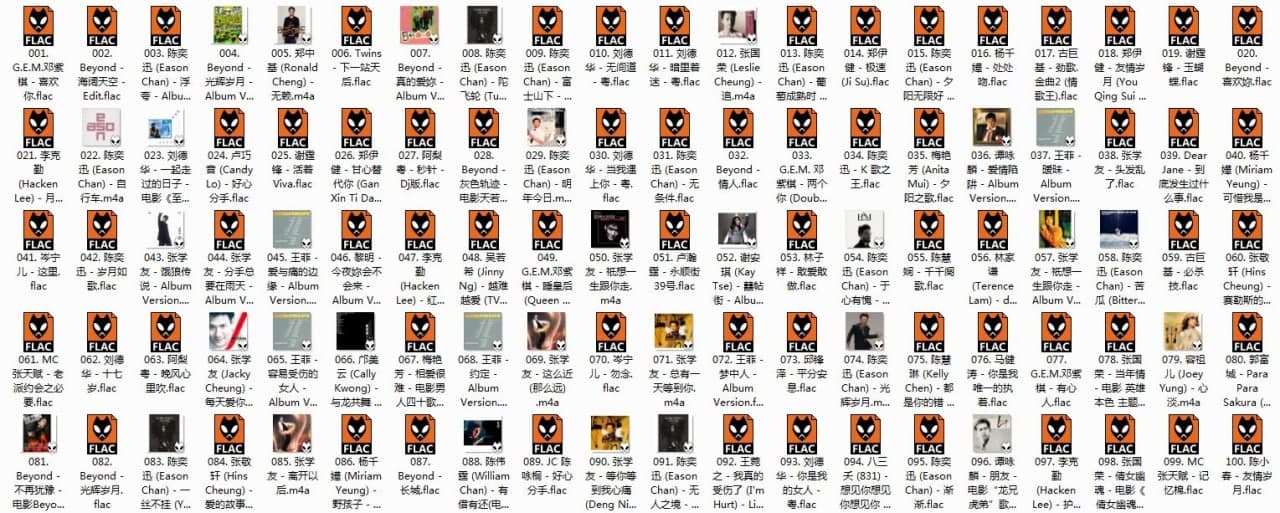 FLAC
001.
G.E.M.邓紫
棋 - 喜欢
你.flac
FLAC
002.
Beyond -
海阔天空 -
Edit.flac
FLAC
003. 陈奕
迅 (Eason
Chan) - 浮
夸 - Albu...
004.
Beyond -
光辉岁月 -
Album V...
005. 郑中
基 (Ronald
Cheng) -
无赖.m4a
FLAC
006. Twins
- 下一站天
后.flac
007.
Beyond -
真的爱妳 -
Album V...
008. 陈奕
迅 (Eason
Chan) - 陀
飞轮 (Tu...
FLAC
009. 陈奕
迅 (Eason
Chan) - 富
士山下 - ...
FLAC
010. 刘德
华 - 无间道
- 粤.flac
FLAC
011. 刘德
华 - 暗里着
迷 - 粤.flac
012. 张国
荣 (Leslie
Cheung) -
追.m4a
FLAC
013. 陈奕
迅 (Eason
Chan) - 葡
萄成熟时 ...
FLAC
014. 郑伊
健 - 极速
(Ji Su).flac
FLAC
015. 陈奕
迅 (Eason
Chan) - 夕
阳无限好 ...
FLAC
016. 杨千
嬅 - 处处
吻.flac
FLAC
017. 古巨
基 - 劲歌.
金曲2 (情
歌王).flac
FLAC
018. 郑伊
健 - 友情岁
月 (You
Qing Sui ...
FLAC
019. 谢霆
锋 - 玉蝴
蝶.flac
FLAC
020.
Beyond -
喜欢妳.flac
FLAC
021. 李克
勤
(Hacken
Lee) - 月...
022. 陈奕
迅 (Eason
Chan) - 自
行车.m4a
023. 刘德
华 - 一起走
过的日子 -
电影《至...
FLAC
024. 卢巧
音 (Candy
Lo) - 好心
分手.flac
FLAC
025. 谢霆
锋 - 活着
Viva.flac
FLAC
026. 郑伊
健 - 甘心替
代你 (Gan
Xin Ti Da...
FLAC
027. 阿梨
粤 - 秒针 -
Dj版.flac
FLAC
028.
Beyond -
灰色轨迹 -
电影天若...
029. 陈奕
迅 (Eason
Chan) - 明
年今日.m...
FLAC
030. 刘德
华 - 当我遇
上你 - 粤.
flac
FLAC
031. 陈奕
迅 (Eason
Chan) - 无
条件.flac
FLAC
032.
Beyond -
情人.flac
FLAC
033.
G.E.M. 邓
紫棋 - 两个
你 (Doub...
FLAC
034. 陈奕
迅 - K 歌之
王.flac
FLAC
035. 梅艳
芳 (Anita
Mui) - 夕
阳之歌.flac
036. 谭咏
麟 - 爱情陷
阱 - Album
Version....
037. 王菲 -
暧昧 -
Album
Version....
FLAC
038. 张学
友 - 头发乱
了.flac
FLAC
039. Dear
Jane - 到
底发生过什
么事.flac
FLAC
040. 杨千
嬅 (Miriam
Yeung) -
可惜我是...
FLAC
041. 岑宁
儿 - 这里.
flac
FLAC
042. 陈奕
迅 - 岁月如
歌.flac
043. 张学
友 - 饿狼传
说 - Album
Version....
FLAC
044. 张学
友 - 分手总
要在雨天 -
Album V...
045. 王菲 -
爱与痛的边
缘 - Album
Version....
FLAC
046. 黎明 -
今夜妳会不
会来 -
Album V...
FLAC
047. 李克
勤
(Hacken
Lee) - 红...
FLAC
048. 吴若
希 (Jinny
Ng) - 越难
越爱 (TV...
FLAC
049.
G.E.M.邓紫
棋 - 睡皇后
(Queen ...
050. 张学
友 - 祇想一
生跟你走.
m4a
FLAC
051. 卢瀚
霆 - 永顺街
39号.flac
052. 谢安
琪 (Kay
Tse) - 囍帖
街 - Albu...
FLAC
053. 林子
祥 - 敢爱敢
做.flac
054. 陈奕
迅 (Eason
Chan) - 于
心有愧 - ...
FLAC
055. 陈慧
娴 - 千千阙
歌.flac
FLAC
056. 林家
谦
(Terence
Lam) - d...
057. 张学
友 - 祇想一
生跟你走 -
Album V...
058. 陈奕
迅 (Eason
Chan) - 苦
瓜 (Bitter...
FLAC
059. 古巨
基 - 必杀
技.flac
FLAC
060. 张敬
轩 (Hins
Cheung) -
赛勒斯的...
FLAC
061. MC
张天赋 - 老
派约会之必
要.flac
FLAC
062. 刘德
华 - 十七
岁.flac
FLAC
063. 阿梨
粤 - 晚风心
里吹.flac
064. 张学
友 (Jacky
Cheung) -
每天爱你...
065. 王菲 -
容易受伤的
女人 -
Album V...
066. 邝美
云 (Cally
Kwong) -
与龙共舞 ...
FLAC
067. 梅艳
芳 - 相爱很
难 - 电影男
人四十歌...
068. 王菲 -
约定 -
Album
Version....
069. 张学
友 - 这么近
(那么远)
.m4a
FLAC
070. 岑宁
儿 - 勿念.
flac
071. 张学
友 - 总有一
天等到你.
m4a
FLAC
072. 王菲 -
梦中人 -
Album
Version.f...
FLAC
073. 邱锋
泽 - 平分安
息.flac
074. 陈奕
迅 (Eason
Chan) - 光
辉岁月.m...
FLAC
075. 陈慧
琳 (Kelly
Chen) - 都
是你的错 ...
FLAC
076. 马健
涛 - 你是我
唯一的执
着.flac
FLAC
077.
G.E.M.邓紫
棋 - 有心
人.flac
FLAC
078. 张国
荣 - 当年情
- 电影 英雄
本色 主题...
079. 容祖
儿 (Joey
Yung) - 心
淡.m4a
FLAC
080. 郭富
城 - Para
Para
Sakura (...
081.
Beyond -
不再犹豫 -
电影Beyo...
FLAC
082.
Beyond -
光辉岁月.
flac
083. 陈奕
迅 (Eason
Chan) - 一
丝不挂 (Y...
FLAC
084. 张敬
轩 (Hins
Cheung) -
爱的故事...
085. 张学
友 - 离开以
后.m4a
FLAC
086. 杨千
嬅 (Miriam
Yeung) -
野孩子 - ...
FLAC
087.
Beyond -
长城.flac
088. 陈伟
霆 (William
Chan) - 有
借有还(电...
FLAC
089. JC 陈
咏桐 - 好心
分手.flac
090. 张学
友 - 等你等
到我心痛
(Deng Ni...
091. 陈奕
迅 (Eason
Chan) - 无
人之境 - ...
FLAC
092. 王霓
之 - 我真的
受伤了 (I'm
Hurt) - Li...
FLAC
093. 刘德
华 - 你是我
的女人 -
粤.flac
FLAC
094. 八三
夭 (831) -
想见你想见
你想见你 ...
FLAC
095. 陈奕
迅 (Eason
Chan) - 渐
渐.flac
096. 谭咏
麟 - 朋友 -
电影“龙兄
虎弟”歌...
FLAC
097. 李克
勤
(Hacken
Lee) - 护...
FLAC
098. 张国
荣 - 倩女幽
魂 - 电影《
倩女幽魂...
FLAC
099. MC
张天赋 - 记
忆棉.flac
FLAC
100. 陈小
春 - 友情岁
月.flac